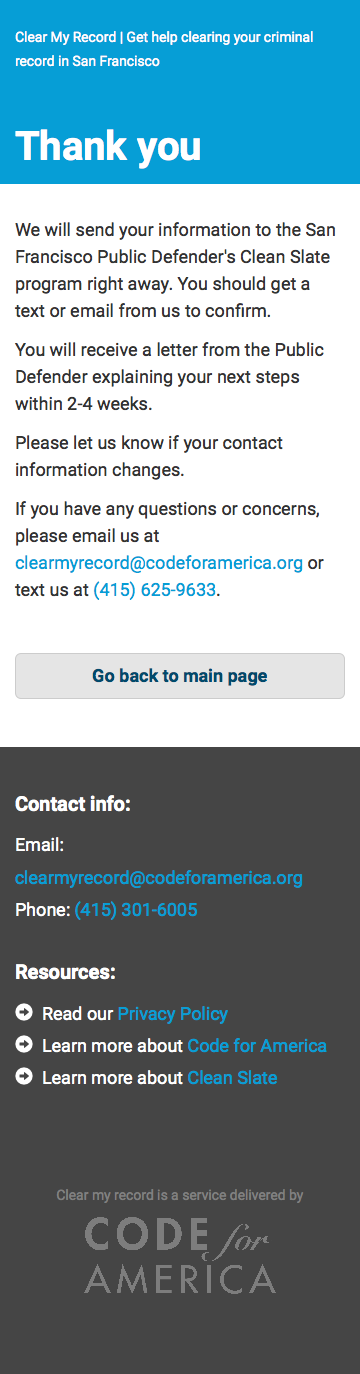 Clear My Record | Get help clearing your criminal
record in San Francisco
Thank you
We will send your information to the San
Francisco Public Defender's Clean Slate
program right away. You should get a
text or email from us to confirm.
You will receive a letter from the Public
Defender explaining your next steps
within 2-4 weeks.
Please let us know if your contact
information changes.
If you have any questions or concerns,
please email us at
clearmyrecord@codeforamerica.org or
text us at (415) 625-9633.
Go back to main page
Contact info:
Email:
clearmyrecord@codeforamerica.org
Phone: (415) 301-6005
Resources:
Read our Privacy Policy
Learn more about Code for America
Learn more about Clean Slate
Clear my record is a service delivered by
CODE for
AMERICA